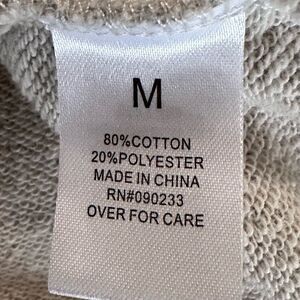 M
80%COTTON
20%POLYESTER
MADE IN CHINA
RN#090233
OVER FOR CARE